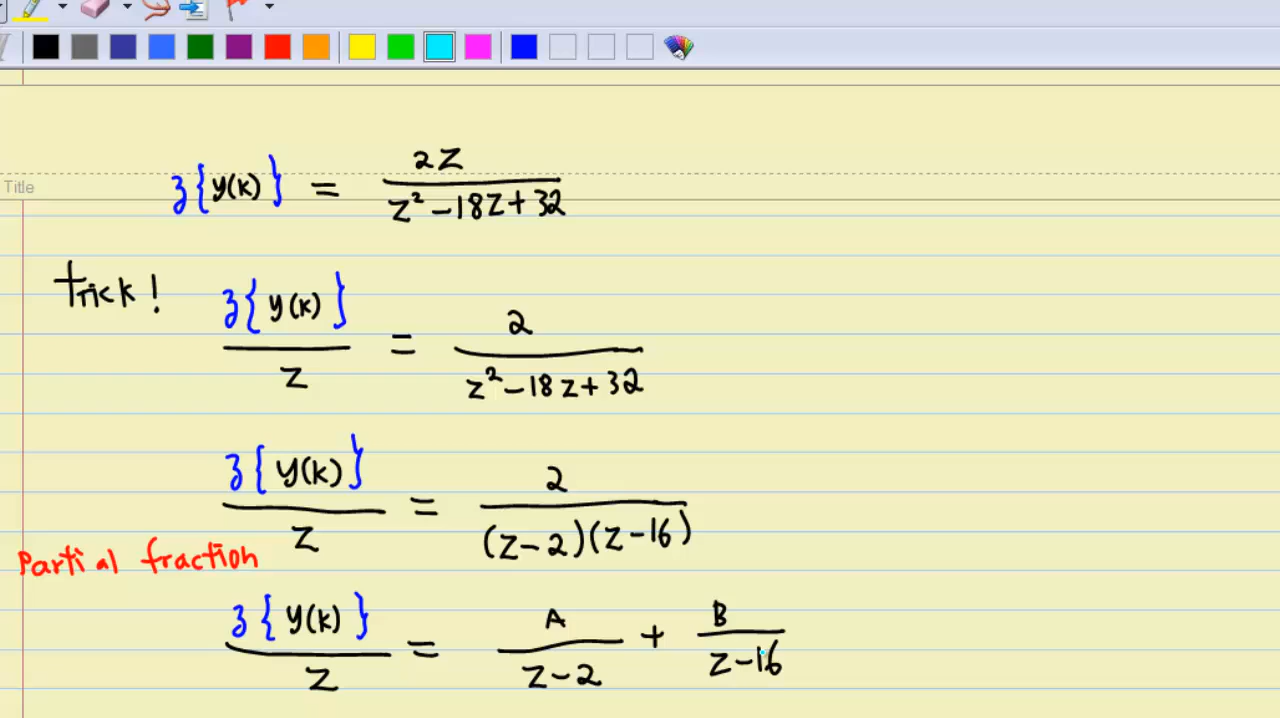 Title
ℨ{y(k)} = 2z / (z² − 18z + 32)
trick! ℨ{y(k)} / z = 2 / (z² − 18z + 32)
ℨ{y(k)} / z = 2 / ((z − 2)(z − 16))
Partial fraction
ℨ{y(k)} / z = A / (z − 2) + B / (z − 16)